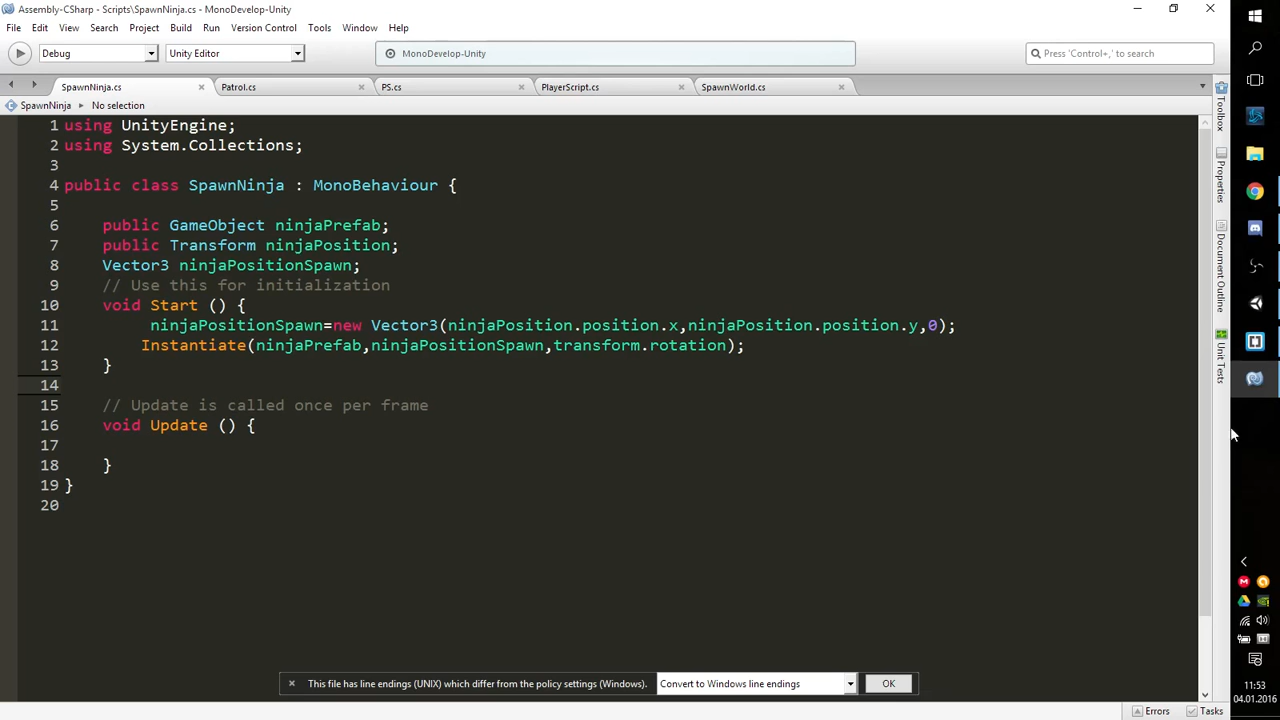 Assembly-CSharp - Scripts\SpawnNinja.cs - MonoDevelop-Unity
File Edit View Search Project Build Run Version Control Tools Window Help
Debug Unity Editor MonoDevelop-Unity Press 'Control+,' to search
SpawnNinja.cs Patrol.cs PS.cs PlayerScript.cs SpawnWorld.cs
SpawnNinja No selection
1 using UnityEngine;
2 using System.Collections;
3
4 public class SpawnNinja : MonoBehaviour {
5
6 public GameObject ninjaPrefab;
7 public Transform ninjaPosition;
8 Vector3 ninjaPositionSpawn;
9 // Use this for initialization
10 void Start () {
11 ninjaPositionSpawn=new Vector3(ninjaPosition.position.x,ninjaPosition.position.y,0);
12 Instantiate(ninjaPrefab,ninjaPositionSpawn,transform.rotation);
13 }
14
15 // Update is called once per frame
16 void Update () {
17
18 }
19 }
20
Toolbox
Properties
Document Outline
Unit Tests
This file has line endings (UNIX) which differ from the policy settings (Windows). Convert to Windows line endings OK
Errors Tasks
11:53
04.01.2016